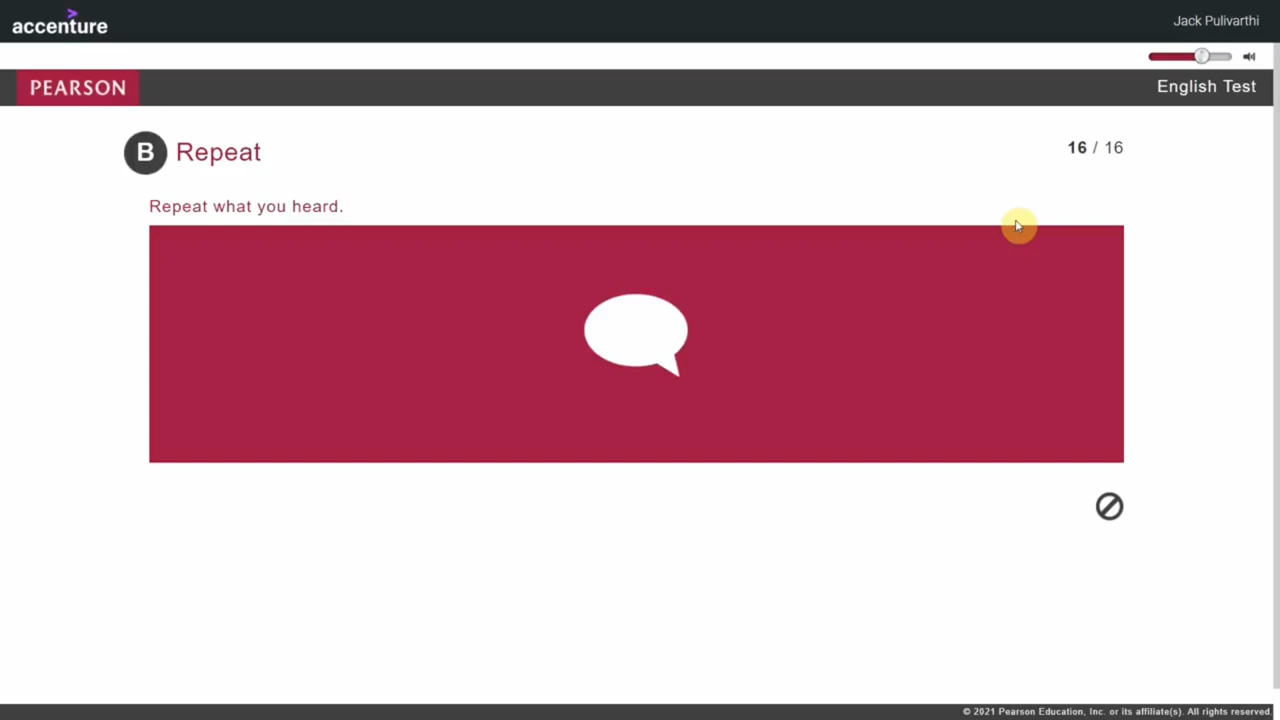 accenture
Jack Pulivarthi
PEARSON
English Test
B Repeat
16 / 16
Repeat what you heard.
© 2021 Pearson Education, Inc. or its affiliate(s). All rights reserved.